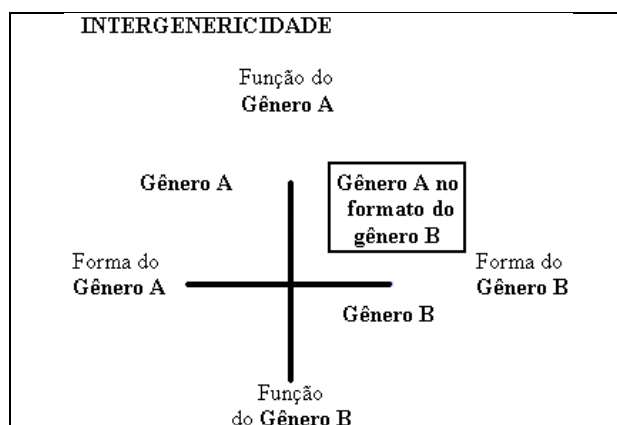 INTERGENERICIDADE
Função do
Gênero A
Gênero A
Gênero A no
formato do
gênero B
Forma do
Gênero A
Forma do
Gênero B
Gênero B
Função
do Gênero B